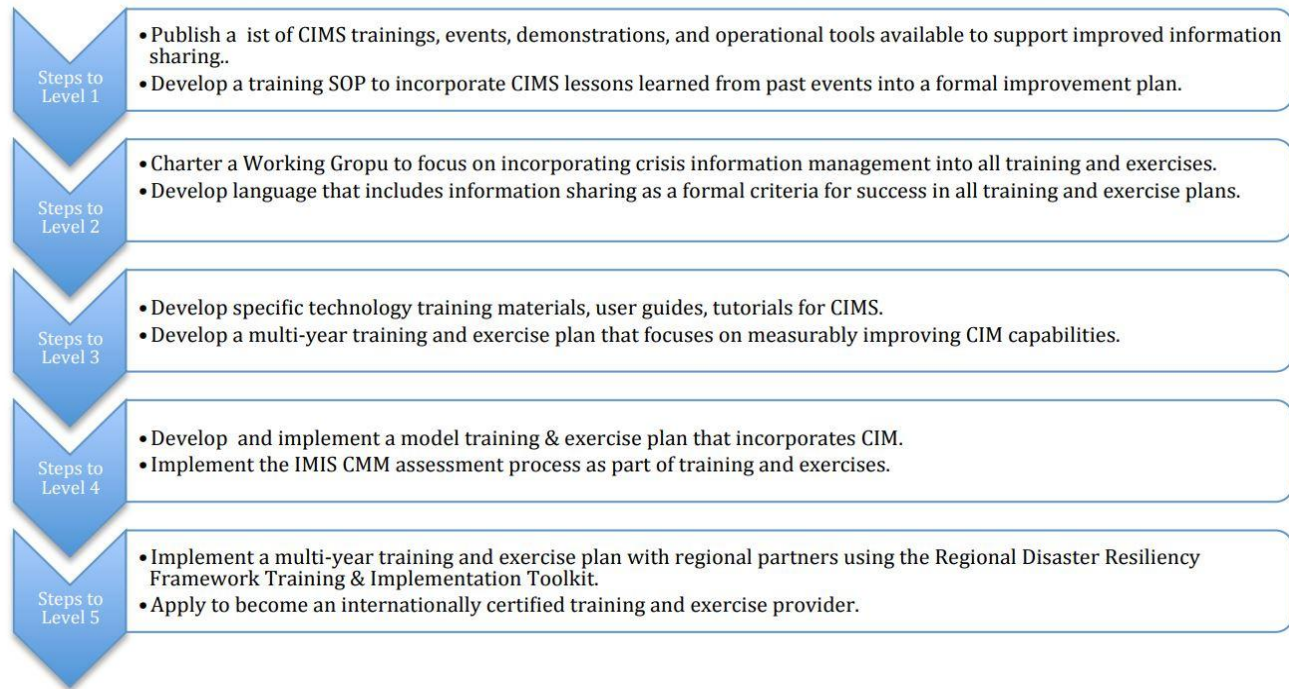 Steps to
Level 1
•Publish a  ist of CIMS trainings, events, demonstrations, and operational tools available to support improved information
sharing..
•Develop a training SOP to incorporate CIMS lessons learned from past events into a formal improvement plan.
Steps to
Level 2
•Charter a Working Gropu to focus on incorporating crisis information management into all training and exercises.
•Develop language that includes information sharing as a formal criteria for success in all training and exercise plans.
Steps to
Level 3
•Develop specific technology training materials, user guides, tutorials for CIMS.
•Develop a multi-year training and exercise plan that focuses on measurably improving CIM capabilities.
Steps to
Level 4
•Develop  and implement a model training & exercise plan that incorporates CIM.
•Implement the IMIS CMM assessment process as part of training and exercises.
Steps to
Level 5
•Implement a multi-year training and exercise plan with regional partners using the Regional Disaster Resiliency
Framework Training & Implementation Toolkit.
•Apply to become an internationally certified training and exercise provider.